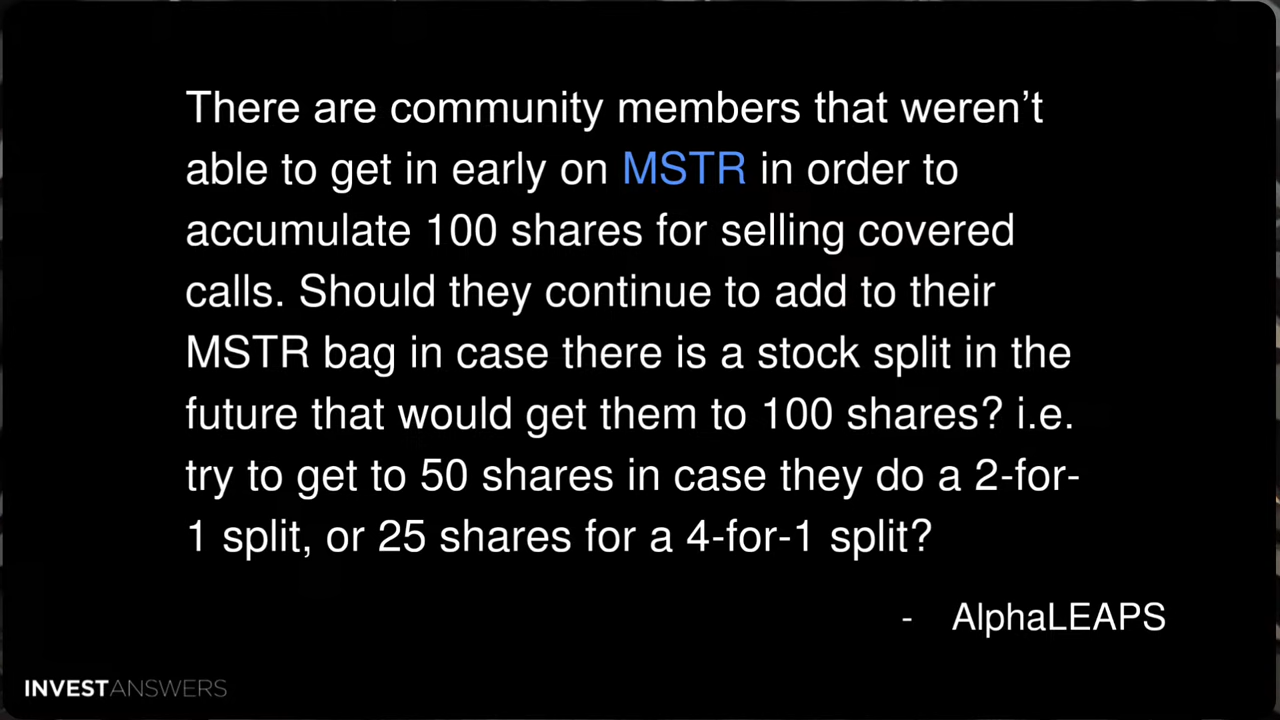 There are community members that weren’t
able to get in early on MSTR in order to
accumulate 100 shares for selling covered
calls. Should they continue to add to their
MSTR bag in case there is a stock split in the
future that would get them to 100 shares? i.e.
try to get to 50 shares in case they do a 2-for-
1 split, or 25 shares for a 4-for-1 split?
- AlphaLEAPS
INVESTANSWERS